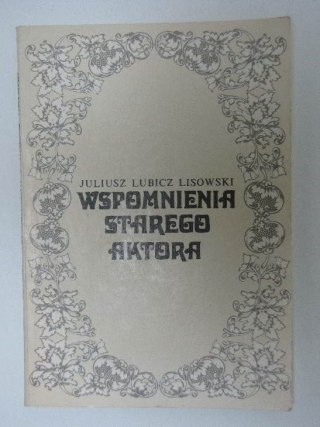 JULIUSZ LUBICZ LISOWSKI
WSPOMNIENIA
STAREGO
AKTORA